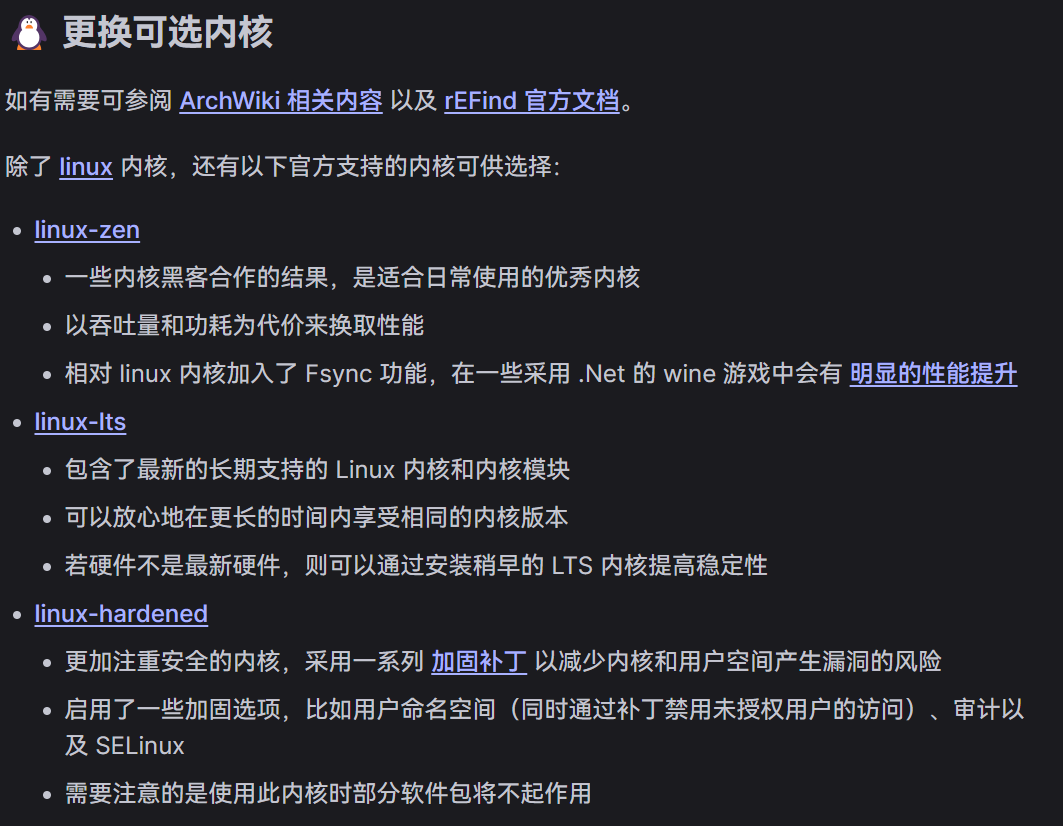 更换可选内核
如有需要可参阅 ArchWiki 相关内容 以及 rEFind 官方文档。
除了 linux 内核，还有以下官方支持的内核可供选择：
linux-zen
一些内核黑客合作的结果，是适合日常使用的优秀内核
以吞吐量和功耗为代价来换取性能
相对 linux 内核加入了 Fsync 功能，在一些采用 .Net 的 wine 游戏中会有 明显的性能提升
linux-lts
包含了最新的长期支持的 Linux 内核和内核模块
可以放心地在更长的时间内享受相同的内核版本
若硬件不是最新硬件，则可以通过安装稍早的 LTS 内核提高稳定性
linux-hardened
更加注重安全的内核，采用一系列 加固补丁 以减少内核和用户空间产生漏洞的风险
启用了一些加固选项，比如用户命名空间（同时通过补丁禁用未授权用户的访问）、审计以
及 SELinux
需要注意的是使用此内核时部分软件包将不起作用